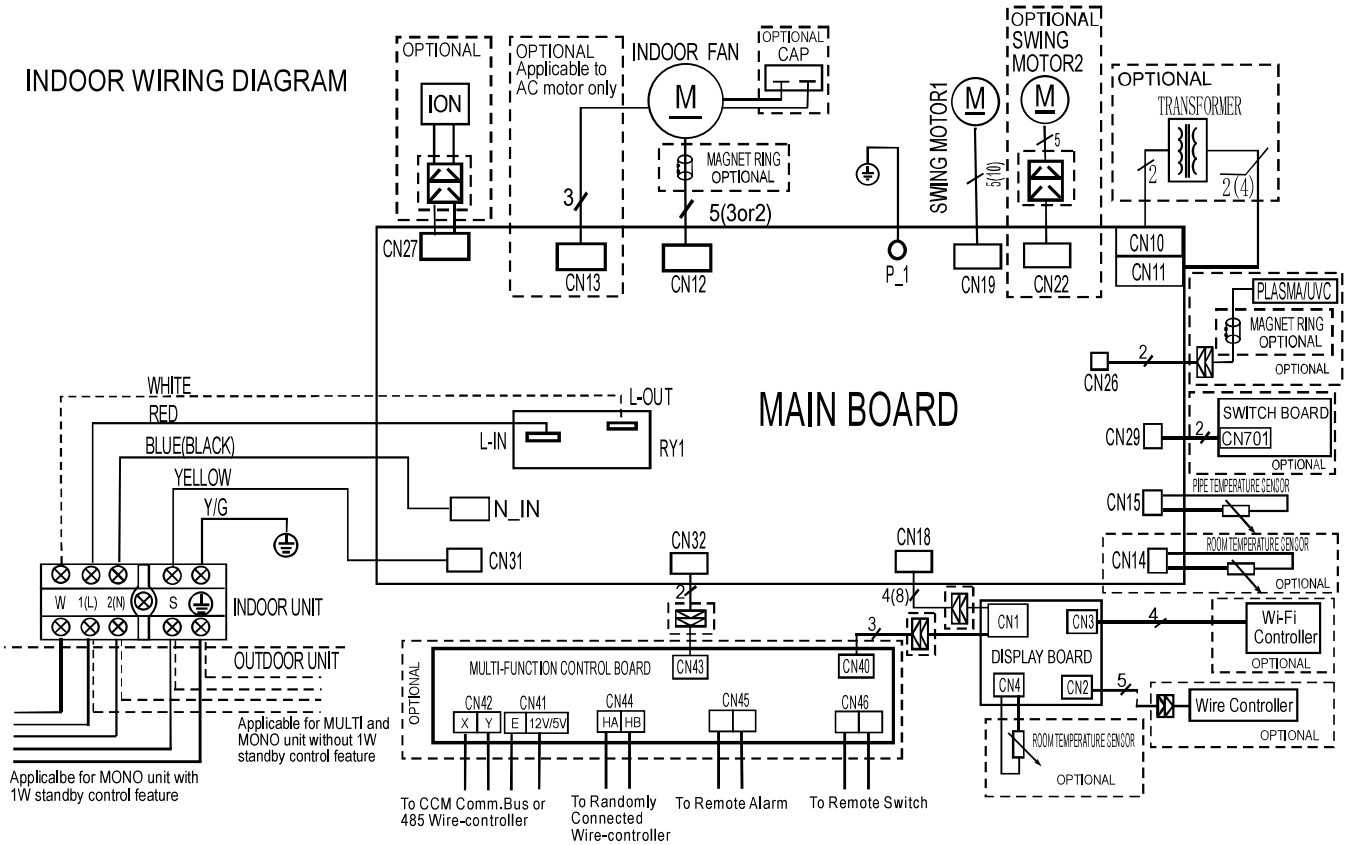 INDOOR WIRING DIAGRAM
OPTIONAL
ION
CN27
OPTIONAL
Applicable to
AC motor only
3
CN13
INDOOR FAN
M
OPTIONAL
CAP
MAGNET RING
OPTIONAL
5(3or2)
CN12
P_1
SWING MOTOR1
M
5(10)
CN19
OPTIONAL
SWING
MOTOR2
M
5
CN22
OPTIONAL
TRANSFORMER
2
2(4)
CN10
CN11
PLASMA/UVC
MAGNET RING
OPTIONAL
OPTIONAL
2
CN26
MAIN BOARD
SWITCH BOARD
CN701
OPTIONAL
2
CN29
PIPE TEMPERATURE SENSOR
CN15
ROOM TEMPERATURE SENSOR
CN14
OPTIONAL
WHITE
RED
BLUE(BLACK)
YELLOW
Y/G
L-OUT
L-IN
RY1
N_IN
CN31
CN32
2
CN18
4(8)
W 1(L) 2(N) S
INDOOR UNIT
OUTDOOR UNIT
Applicable for MULTI and
MONO unit without 1W
standby control feature
Applicalbe for MONO unit with
1W standby control feature
OPTIONAL
MULTI-FUNCTION CONTROL BOARD
CN43
CN40
3
CN42
X Y
CN41
E 12V/5V
CN44
HA HB
CN45
CN46
To CCM Comm.Bus or
485 Wire-controller
To Randomly
Connected
Wire-controller
To Remote Alarm
To Remote Switch
CN1
CN3
DISPLAY BOARD
CN4
CN2
4
Wi-Fi
Controller
OPTIONAL
5
Wire Controller
OPTIONAL
ROOM TEMPERATURE SENSOR
OPTIONAL